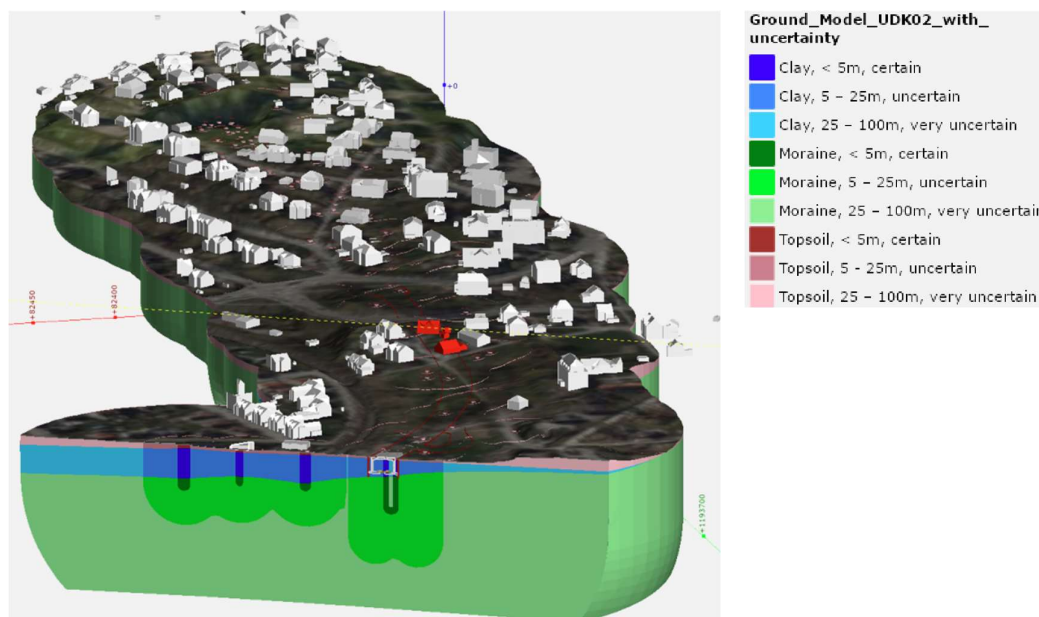 Ground_Model_UDK02_with_
uncertainty
Clay, < 5m, certain
Clay, 5 – 25m, uncertain
Clay, 25 – 100m, very uncertain
Moraine, < 5m, certain
Moraine, 5 – 25m, uncertain
Moraine, 25 – 100m, very uncertain
Topsoil, < 5m, certain
Topsoil, 5 - 25m, uncertain
Topsoil, 25 – 100m, very uncertain
+0
+82450
+82400
+1193700